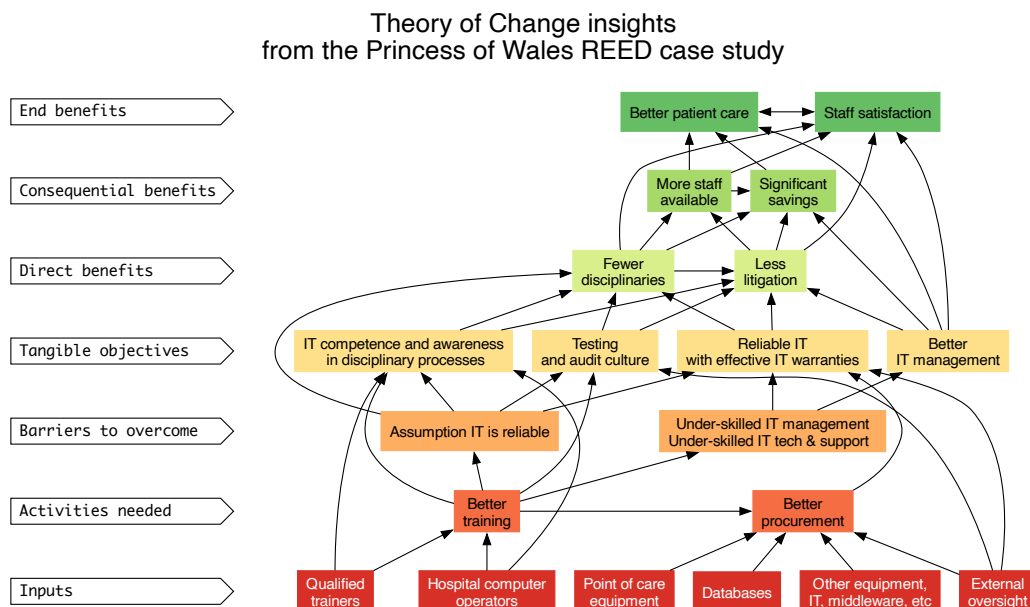 Theory of Change insights
from the Princess of Wales REED case study
End benefits
Better patient care
Staff satisfaction
Consequential benefits
More staff
available
Significant
savings
Direct benefits
Fewer
disciplinaries
Less
litigation
Tangible objectives
IT competence and awareness
in disciplinary processes
Testing
and audit culture
Reliable IT
with effective IT warranties
Better
IT management
Barriers to overcome
Assumption IT is reliable
Under-skilled IT management
Under-skilled IT tech & support
Activities needed
Better
training
Better
procurement
Inputs
Qualified
trainers
Hospital computer
operators
Point of care
equipment
Databases
Other equipment,
IT, middleware, etc
External
oversight